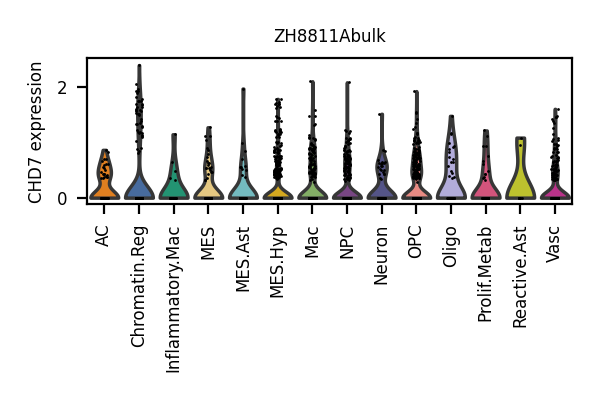 ZH8811Abulk
CHD7 expression
2
0
AC
Chromatin.Reg
Inflammatory.Mac
MES
MES.Ast
MES.Hyp
Mac
NPC
Neuron
OPC
Oligo
Prolif.Metab
Reactive.Ast
Vasc